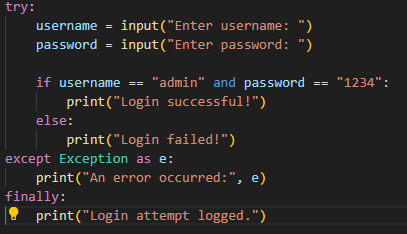 try:
    username = input("Enter username: ")
    password = input("Enter password: ")

    if username == "admin" and password == "1234":
        print("Login successful!")
    else:
        print("Login failed!")
except Exception as e:
    print("An error occurred:", e)
finally:
    print("Login attempt logged.")